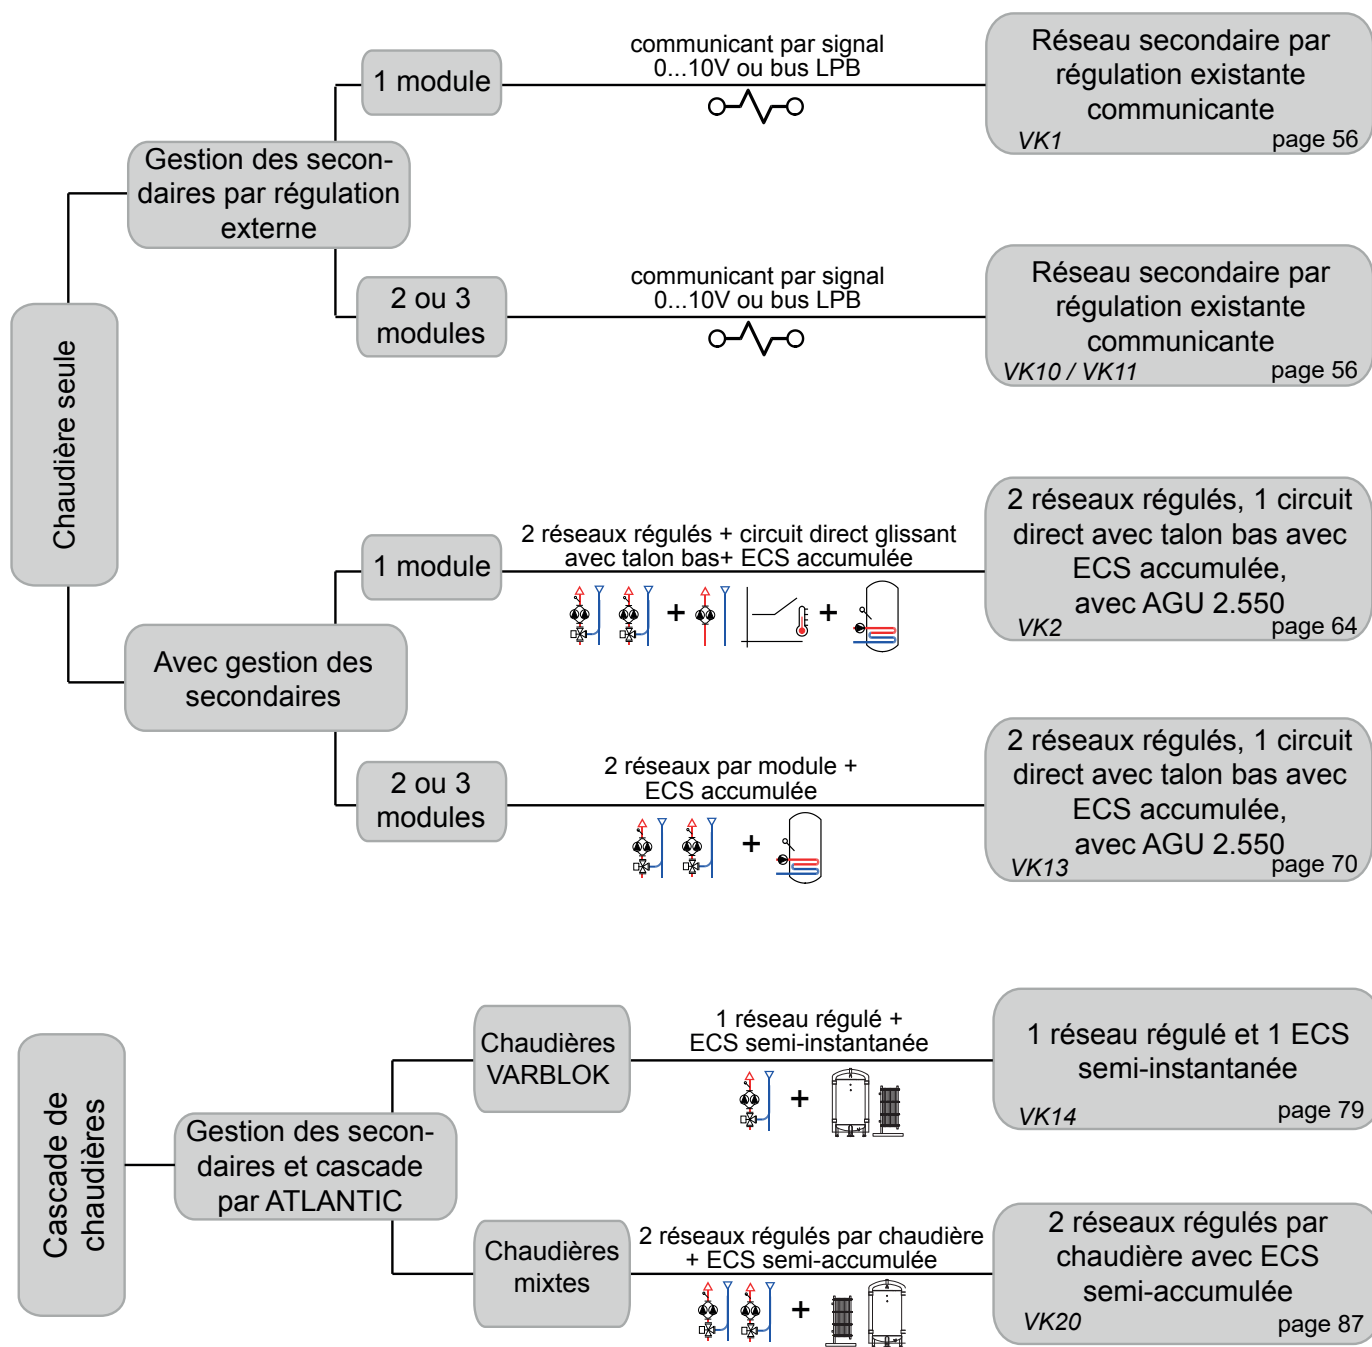 Chaudière seule
Gestion des secon-
daires par régulation
externe
1 module
communicant par signal
0...10V ou bus LPB
Réseau secondaire par
régulation existante
communicante
VK1
page 56
2 ou 3
modules
communicant par signal
0...10V ou bus LPB
Réseau secondaire par
régulation existante
communicante
VK10 / VK11
page 56
Avec gestion des
secondaires
1 module
2 réseaux régulés + circuit direct glissant
avec talon bas+ ECS accumulée
+
+
2 réseaux régulés, 1 circuit
direct avec talon bas avec
ECS accumulée,
avec AGU 2.550
VK2
page 64
2 ou 3
modules
2 réseaux par module +
ECS accumulée
+
2 réseaux régulés, 1 circuit
direct avec talon bas avec
ECS accumulée,
avec AGU 2.550
VK13
page 70
Cascade de
chaudières
Gestion des secon-
daires et cascade
par ATLANTIC
Chaudières
VARBLOK
1 réseau régulé +
ECS semi-instantanée
+
1 réseau régulé et 1 ECS
semi-instantanée
VK14
page 79
Chaudières
mixtes
2 réseaux régulés par chaudière
+ ECS semi-accumulée
+
2 réseaux régulés par
chaudière avec ECS
semi-accumulée
VK20
page 87